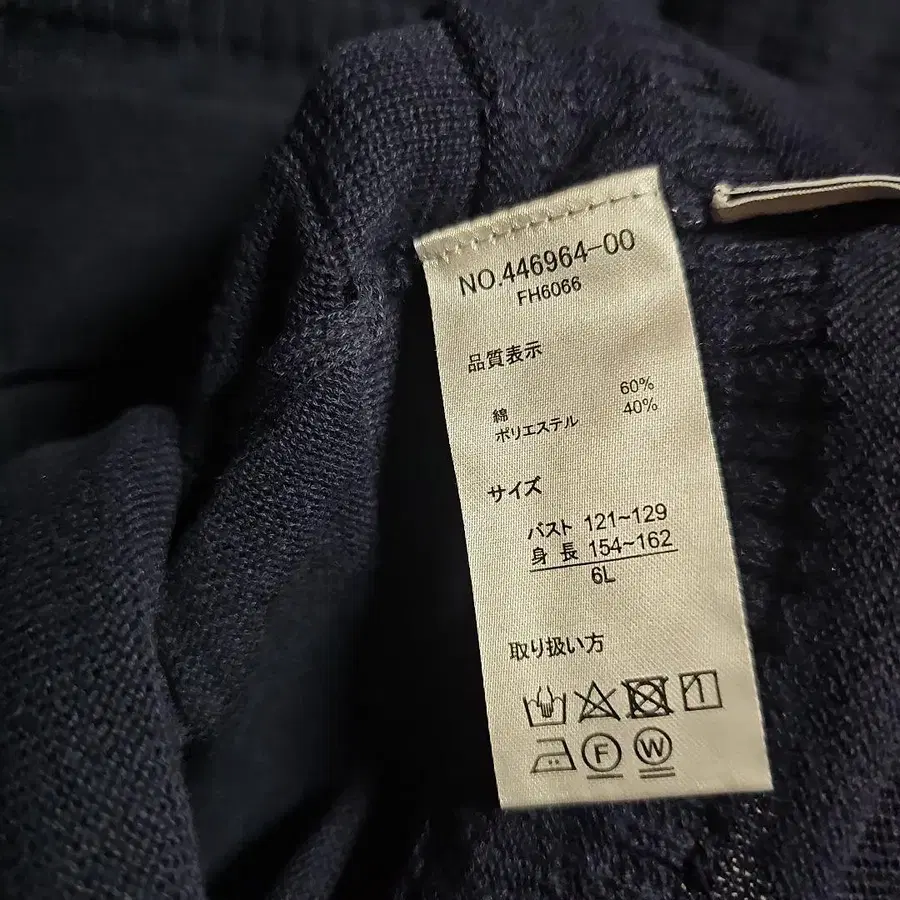 NO.446964-00
FH6066
品質表示
綿 60%
ポリエステル 40%
サイズ
バスト 121~129
身 長 154~162
6L
取り扱い方
F W